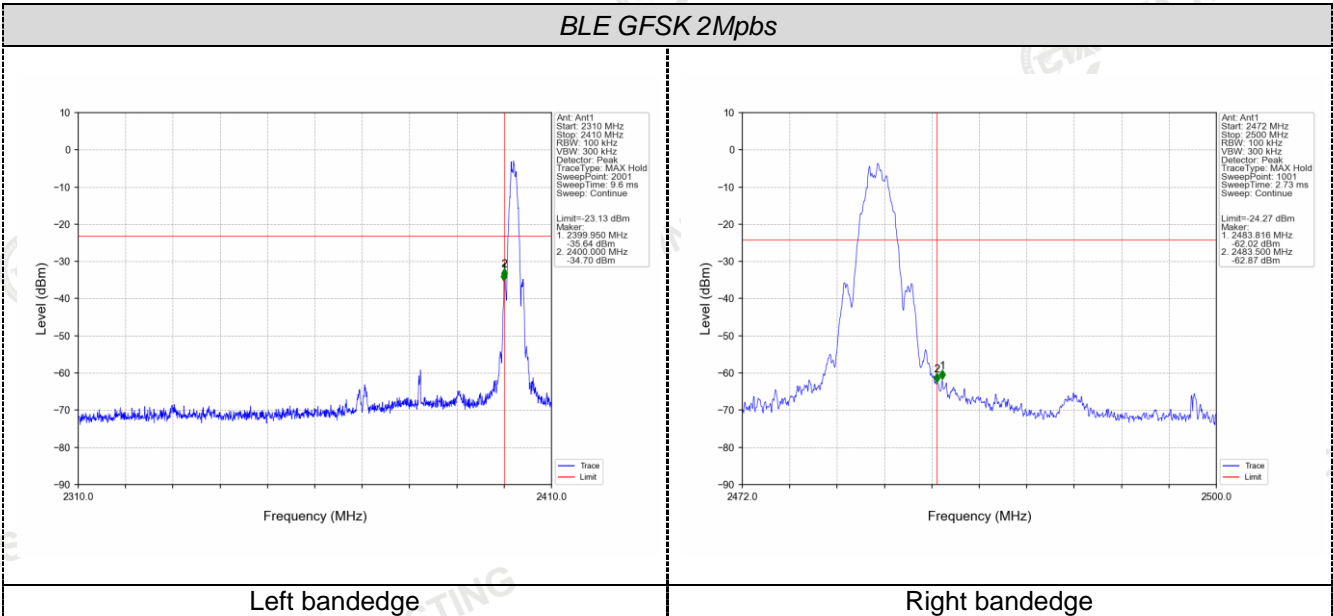 BLE GFSK 2Mpbs
10
0
−10
−20
−30
−40
−50
−60
−70
−80
−90
Level (dBm)
2310.0
2410.0
Frequency (MHz)
2
Ant: Ant1
Start: 2310 MHz
Stop: 2410 MHz
RBW: 100 kHz
VBW: 300 kHz
Detector: Peak
TraceType: MAX Hold
SweepPoint: 2001
SweepTime: 9.6 ms
Sweep: Continue
Limit=-23.13 dBm
Maker:
1. 2399.950 MHz
-35.64 dBm
2. 2400.000 MHz
-34.70 dBm
Trace
Limit
10
0
−10
−20
−30
−40
−50
−60
−70
−80
−90
Level (dBm)
2472.0
2500.0
Frequency (MHz)
2 1
Ant: Ant1
Start: 2472 MHz
Stop: 2500 MHz
RBW: 100 kHz
VBW: 300 kHz
Detector: Peak
TraceType: MAX Hold
SweepPoint: 1001
SweepTime: 2.73 ms
Sweep: Continue
Limit=-24.27 dBm
Maker:
1. 2483.816 MHz
-62.02 dBm
2. 2483.500 MHz
-62.87 dBm
Trace
Limit
Left bandedge
Right bandedge
TING